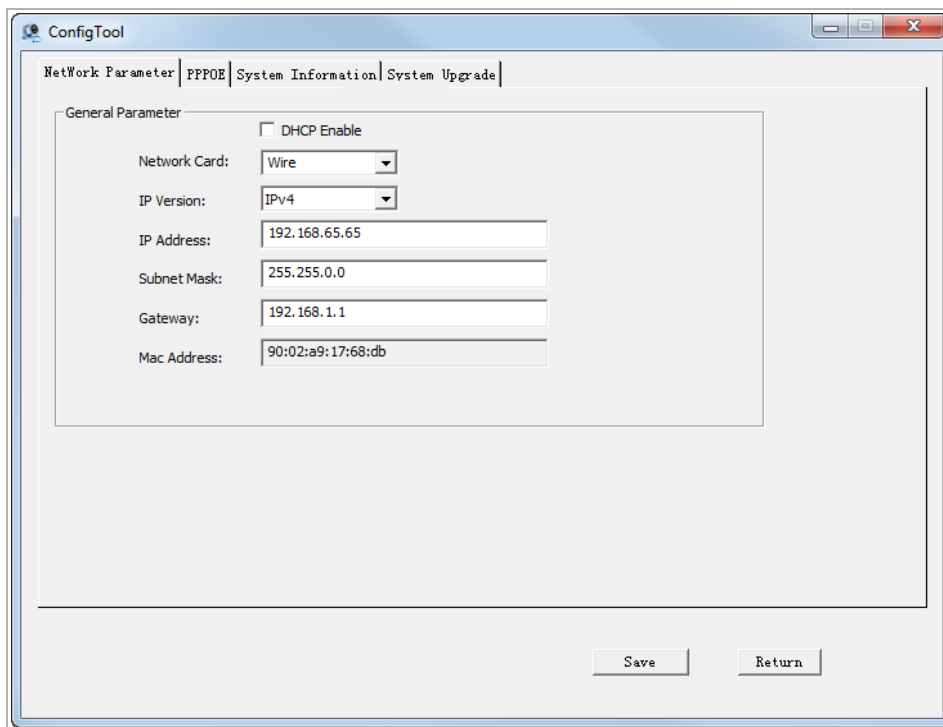 ConfigTool
NetWork Parameter PPPOE System Information System Upgrade
General Parameter
DHCP Enable
Network Card: Wire
IP Version: IPv4
IP Address: 192.168.65.65
Subnet Mask: 255.255.0.0
Gateway: 192.168.1.1
Mac Address: 90:02:a9:17:68:db
Save Return